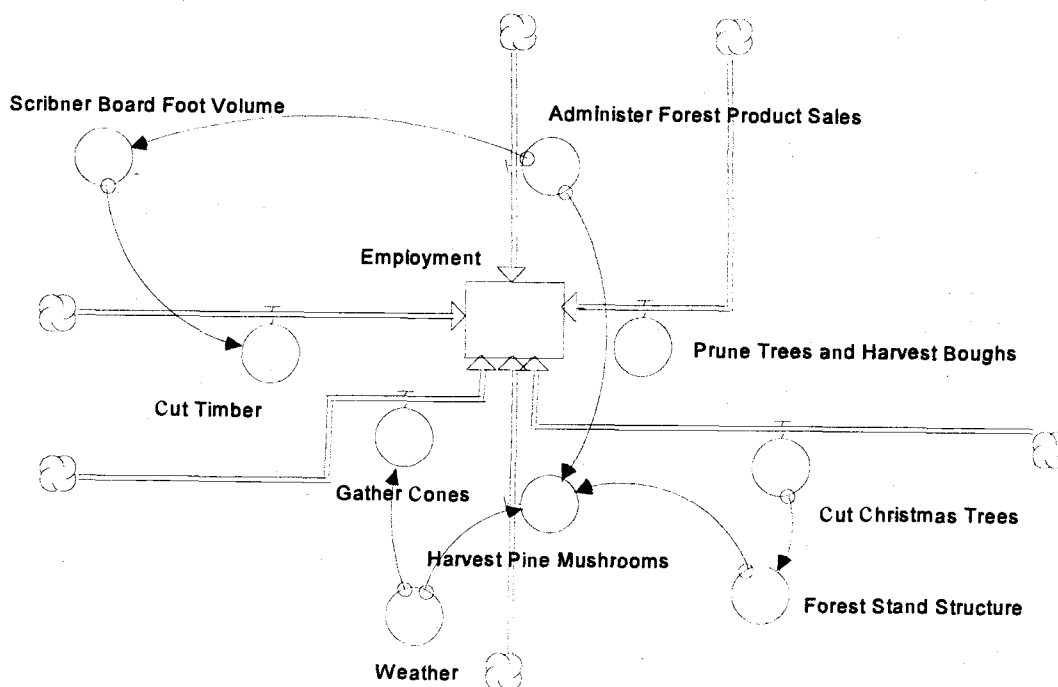 Scribner Board Foot Volume
Administer Forest Product Sales
Employment
Prune Trees and Harvest Boughs
Cut Timber
Gather Cones
Cut Christmas Trees
Harvest Pine Mushrooms
Forest Stand Structure
Weather